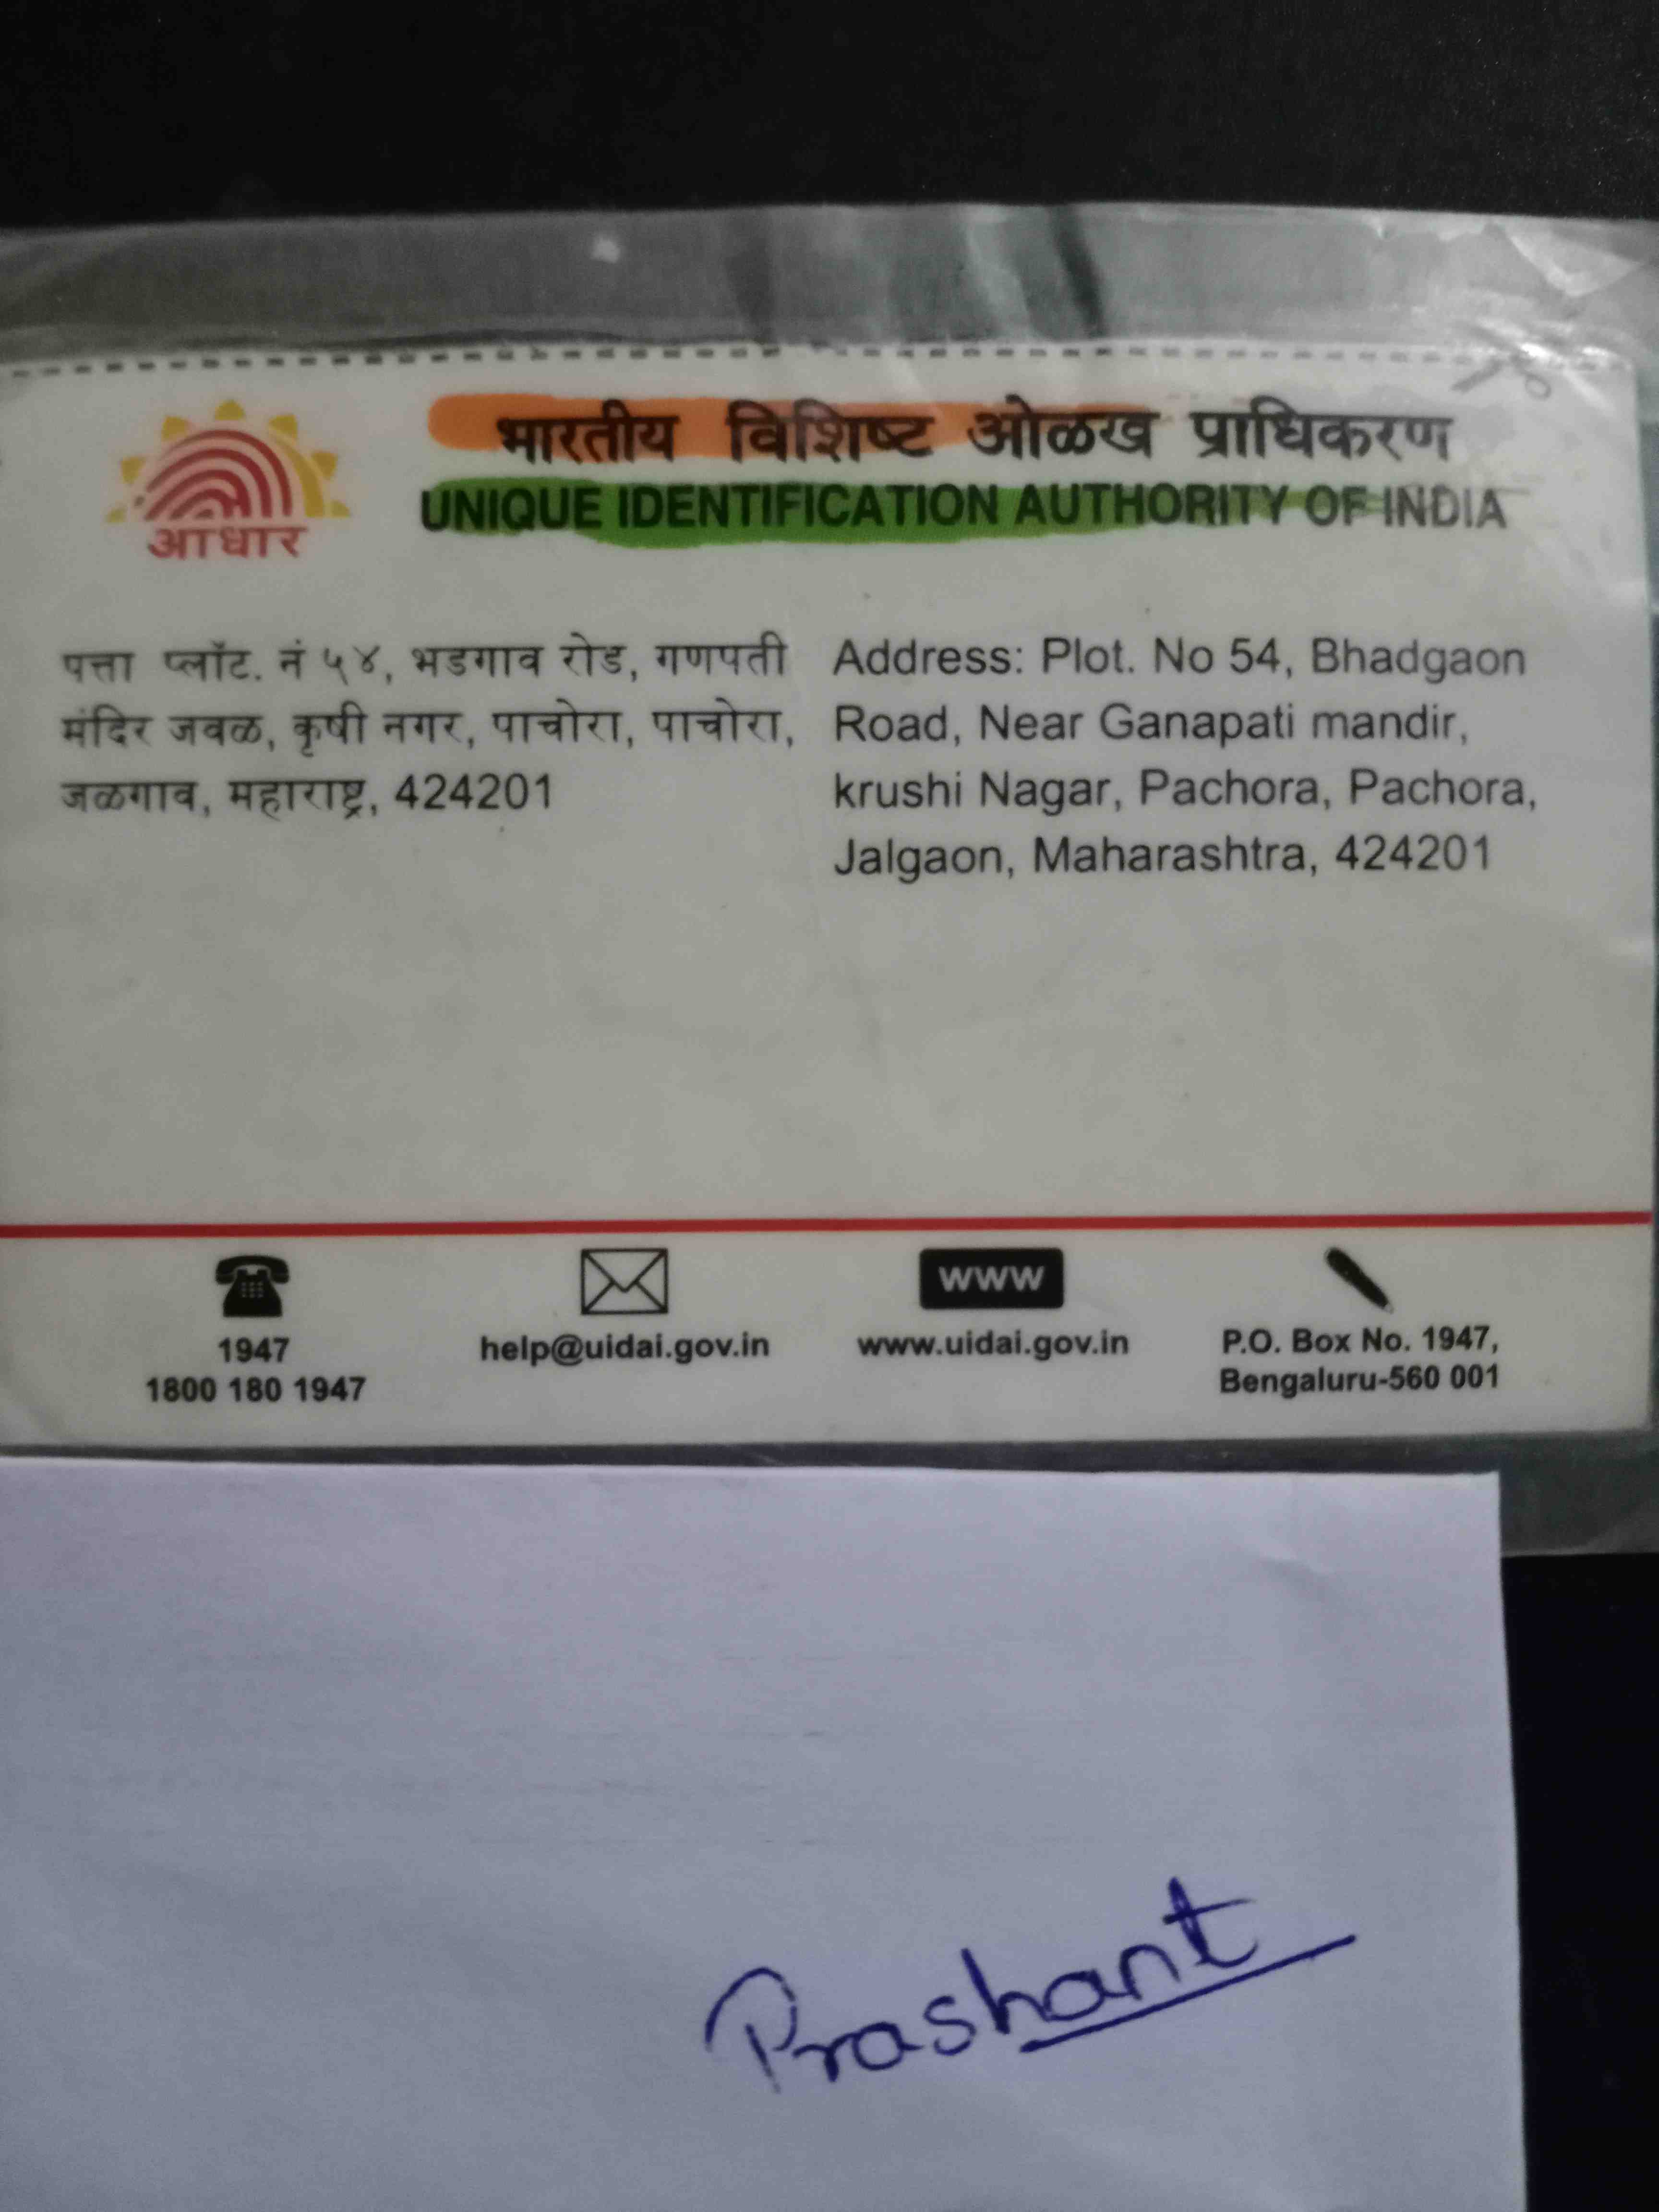 भारतीय विशिष्ट ओळख प्राधिकरण
UNIQUE IDENTIFICATION AUTHORITY OF INDIA
आधार
पत्ता प्लॉट. नं ५४, भडगाव रोड, गणपती
मंदिर जवळ, कृषी नगर, पाचोरा, पाचोरा,
जळगाव, महाराष्ट्र, 424201
Address: Plot. No 54, Bhadgaon
Road, Near Ganapati mandir,
krushi Nagar, Pachora, Pachora,
Jalgaon, Maharashtra, 424201
1947
1800 180 1947
help@uidai.gov.in
www
www.uidai.gov.in
P.O. Box No. 1947,
Bengaluru-560 001
Prashant